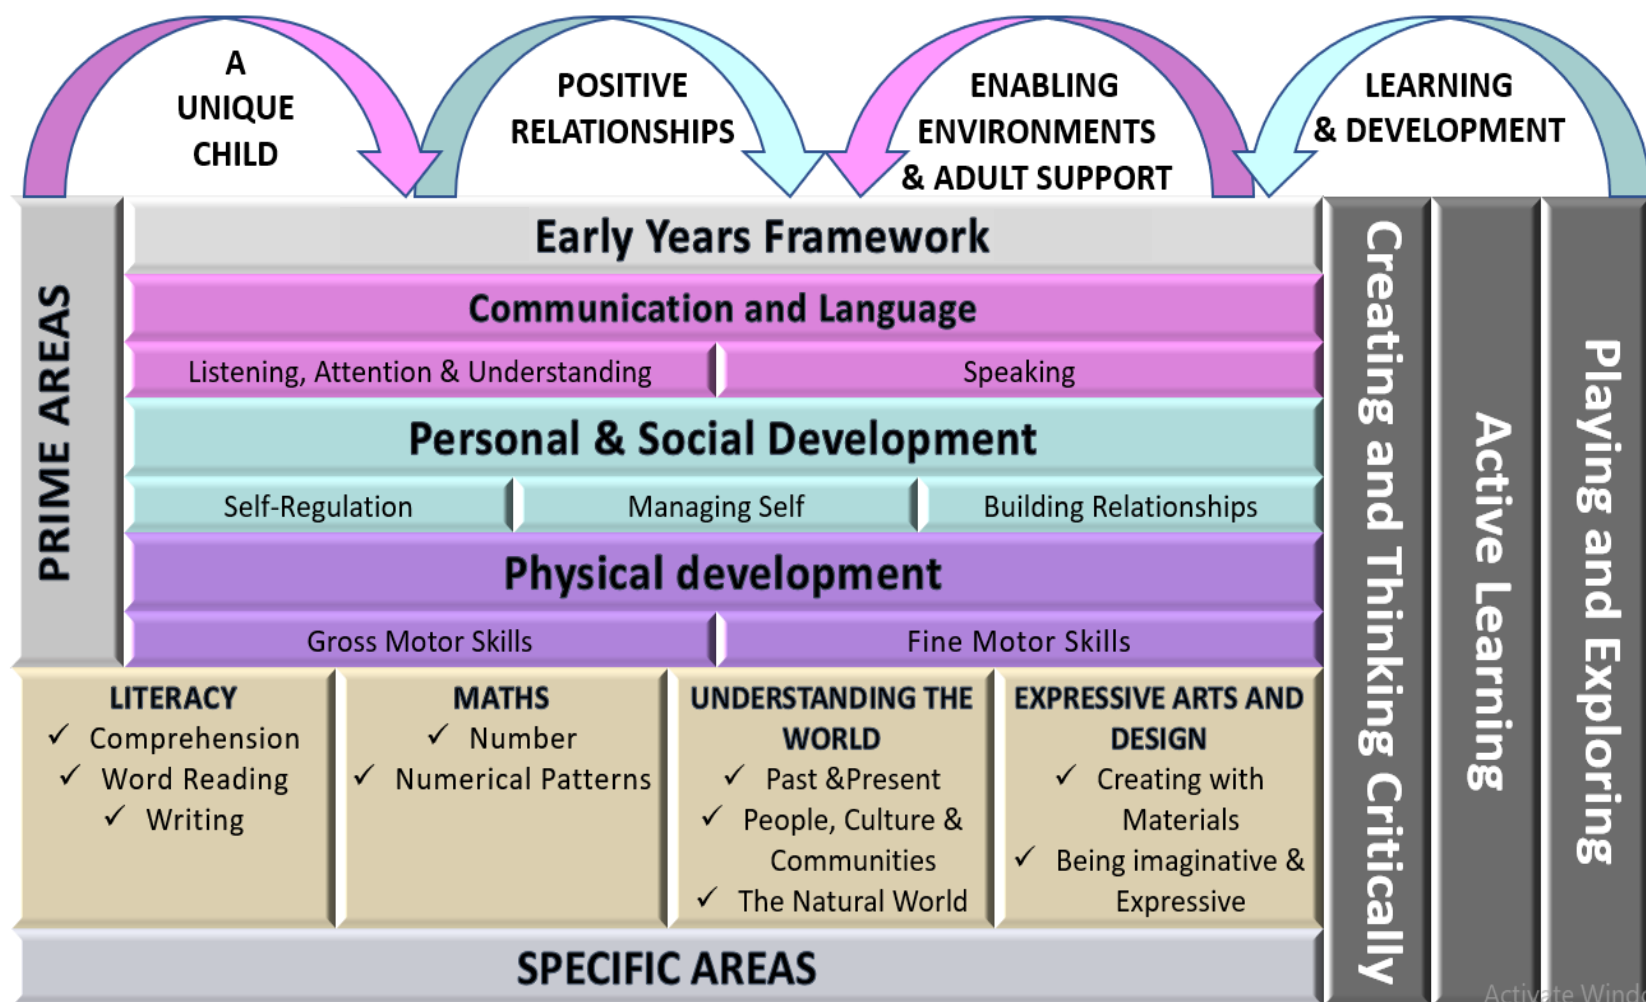 A
UNIQUE
CHILD
POSITIVE
RELATIONSHIPS
ENABLING
ENVIRONMENTS
& ADULT SUPPORT
LEARNING
& DEVELOPMENT
PRIME AREAS
Early Years Framework
Communication and Language
Listening, Attention & Understanding
Speaking
Personal & Social Development
Self-Regulation
Managing Self
Building Relationships
Physical development
Gross Motor Skills
Fine Motor Skills
LITERACY
✓ Comprehension
✓ Word Reading
✓ Writing
MATHS
✓ Number
✓ Numerical Patterns
UNDERSTANDING THE
WORLD
✓ Past &Present
✓ People, Culture &
Communities
✓ The Natural World
EXPRESSIVE ARTS AND
DESIGN
✓ Creating with
Materials
✓ Being imaginative &
Expressive
SPECIFIC AREAS
Creating and Thinking Critically
Active Learning
Playing and Exploring
Activate Windo